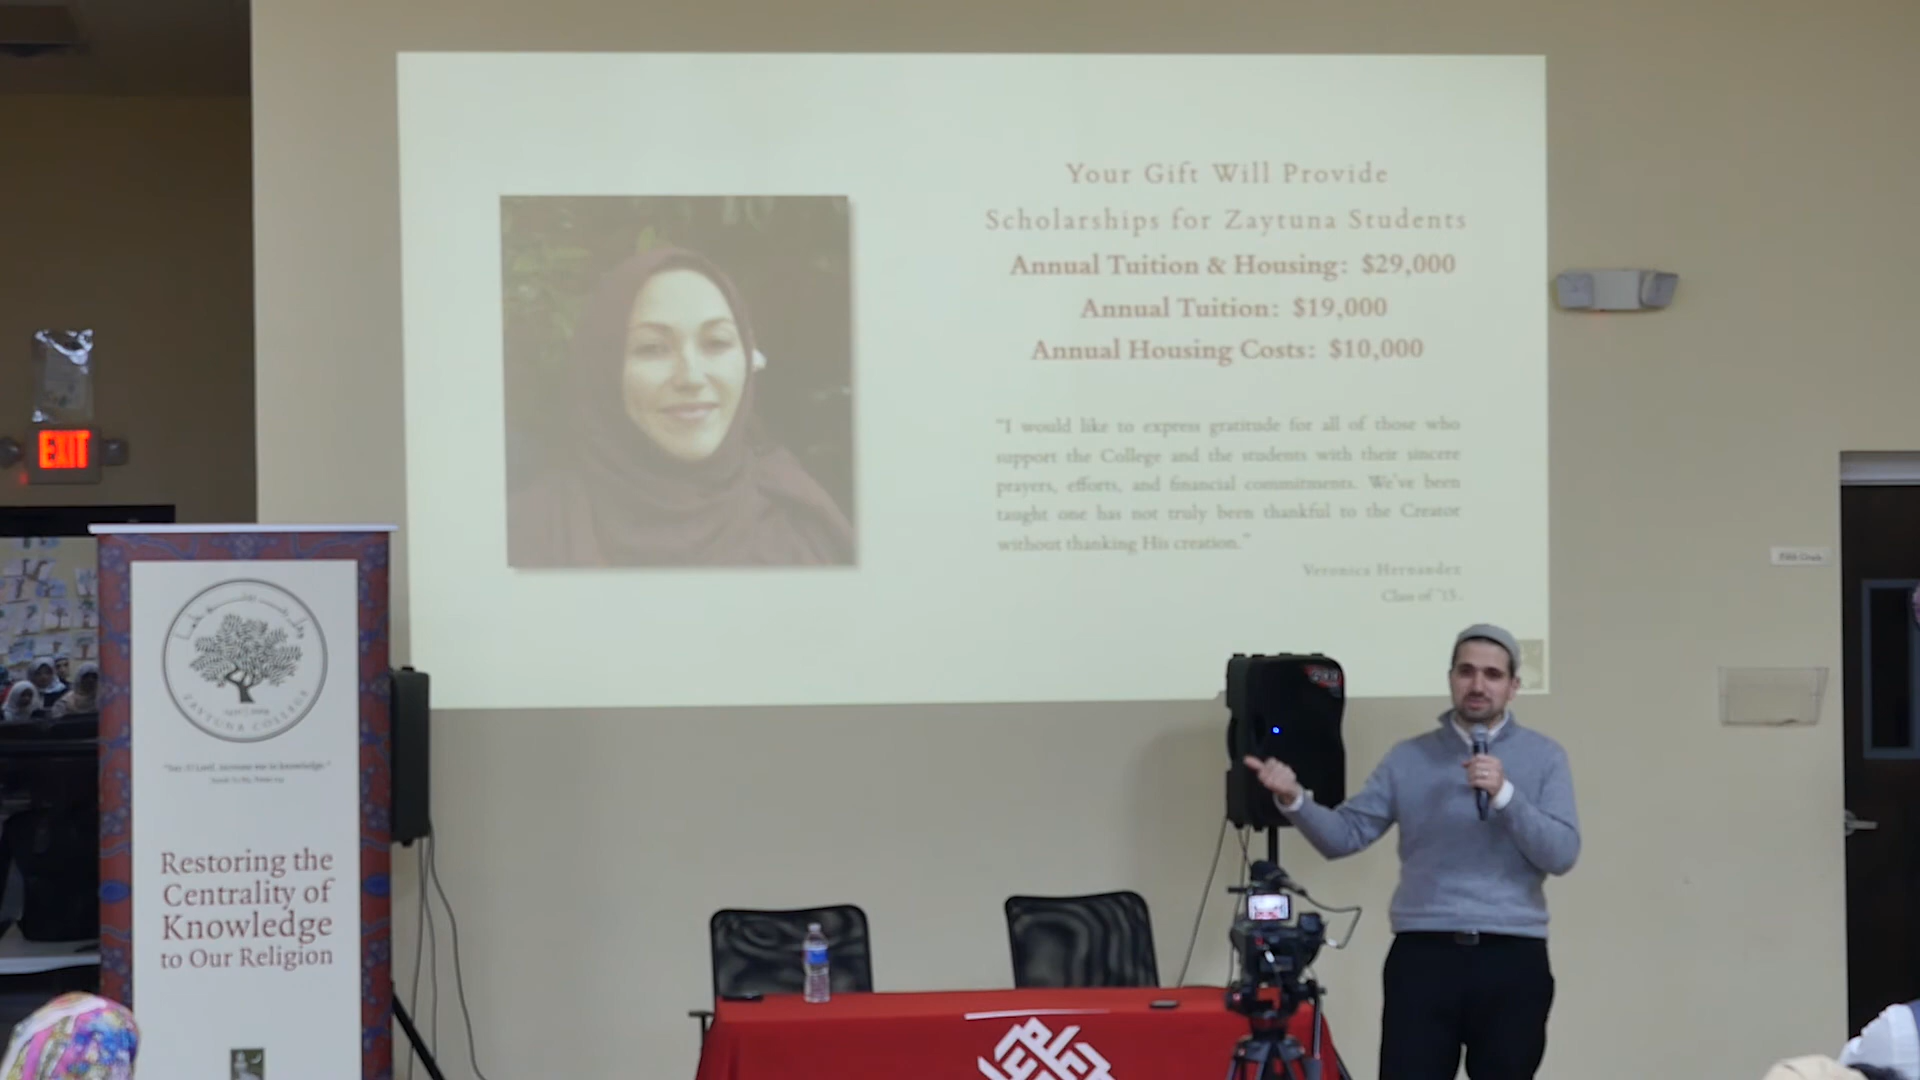 Your Gift Will Provide
Scholarships for Zaytuna Students
Annual Tuition & Housing: $29,000
Annual Tuition: $19,000
Annual Housing Costs: $10,000
"I would like to express gratitude for all of those who
support the College and the students with their sincere
prayers, efforts, and financial commitments. We've been
taught one has not truly been thankful to the Creator
without thanking His creation."
Veronica Hernandez
Class of '15.
EXIT
ZAYTUNA COLLEGE
Restoring the
Centrality of
Knowledge
to Our Religion